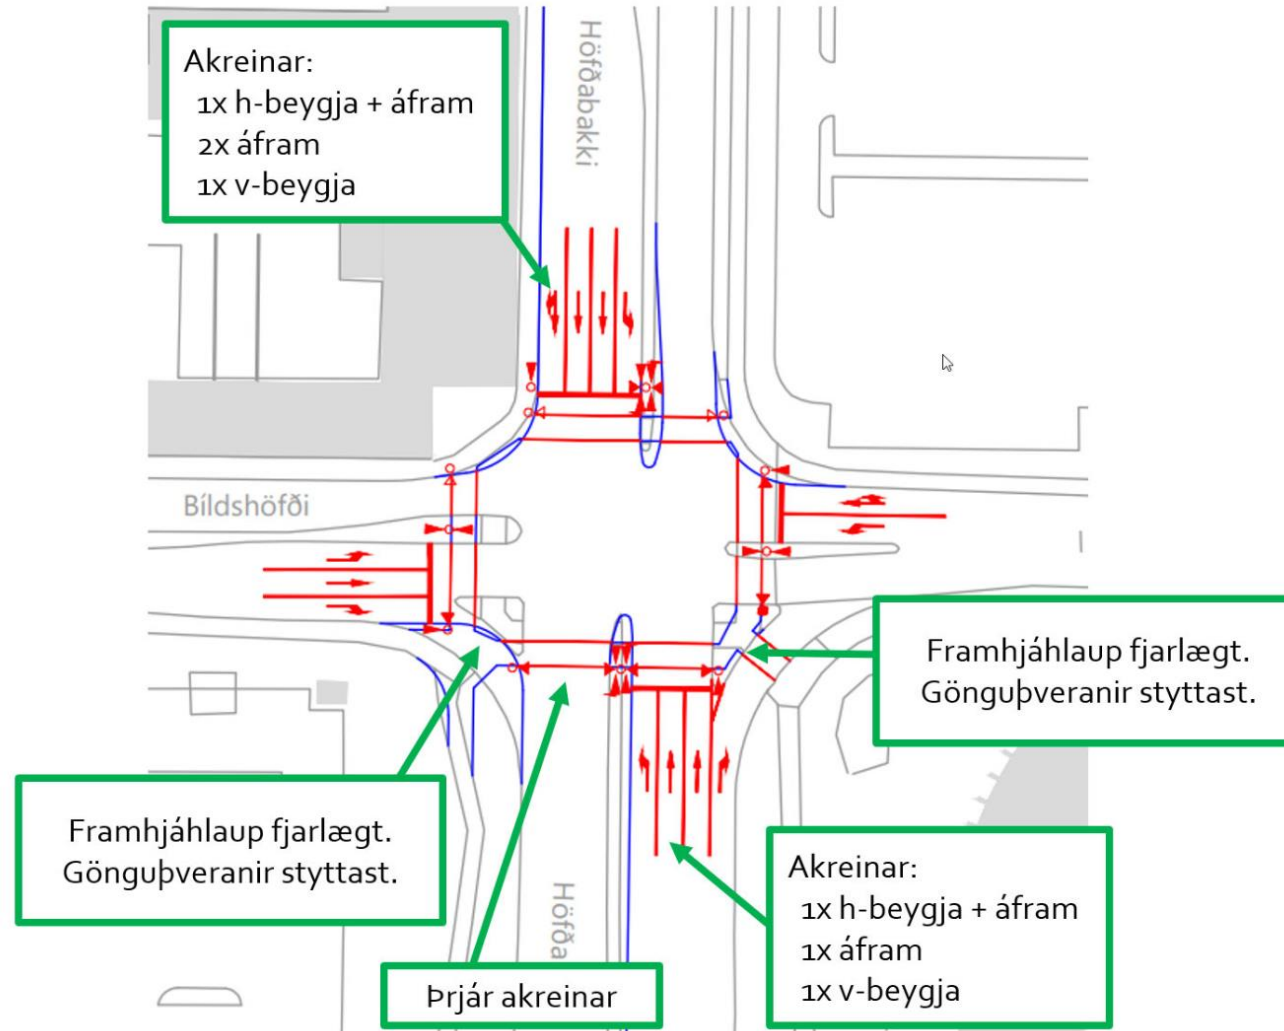 Akreinar:
1x h-beygja + áfram
2x áfram
1x v-beygja
Höfðabakki
Bíldshöfði
Framhjáhlaup fjarlægt.
Gönguþveranir styttast.
Framhjáhlaup fjarlægt.
Gönguþveranir styttast.
Akreinar:
1x h-beygja + áfram
1x áfram
1x v-beygja
Höfða
Þrjár akreinar